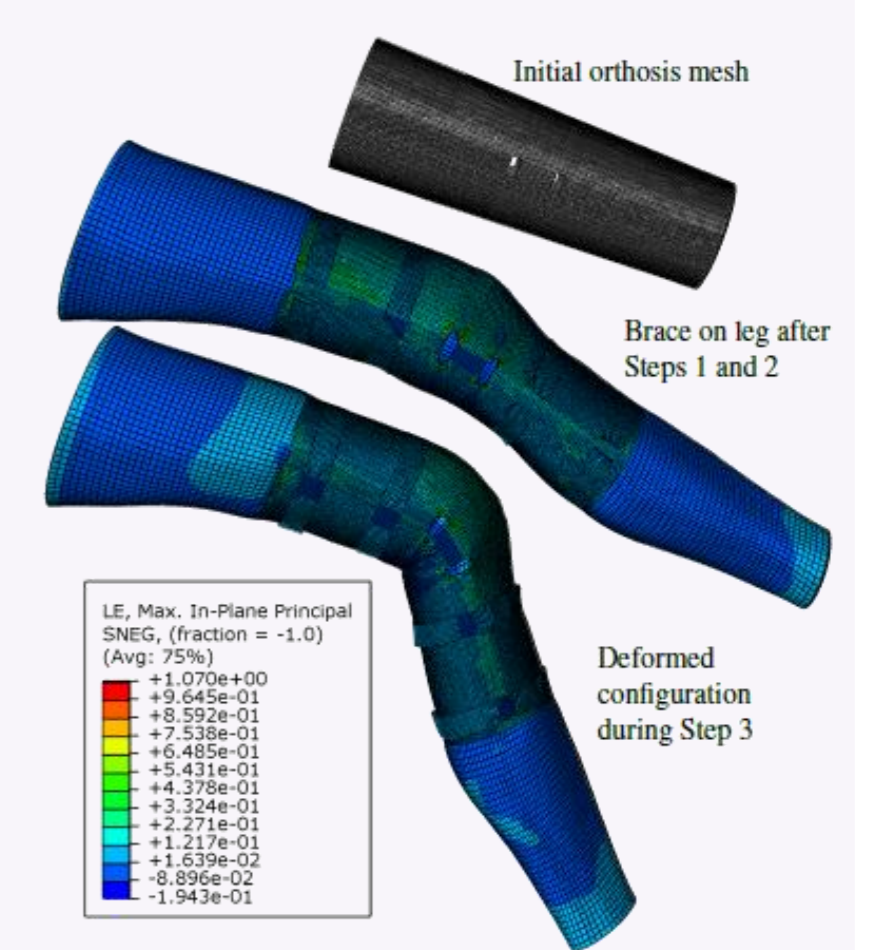 Initial orthosis mesh
Brace on leg after
Steps 1 and 2
LE, Max. In-Plane Principal
SNEG, (fraction = -1.0)
(Avg: 75%)
+1.070e+00
+9.645e-01
+8.592e-01
+7.538e-01
+6.485e-01
+5.431e-01
+4.378e-01
+3.324e-01
+2.271e-01
+1.217e-01
+1.639e-02
-8.896e-02
-1.943e-01
Deformed
configuration
during Step 3